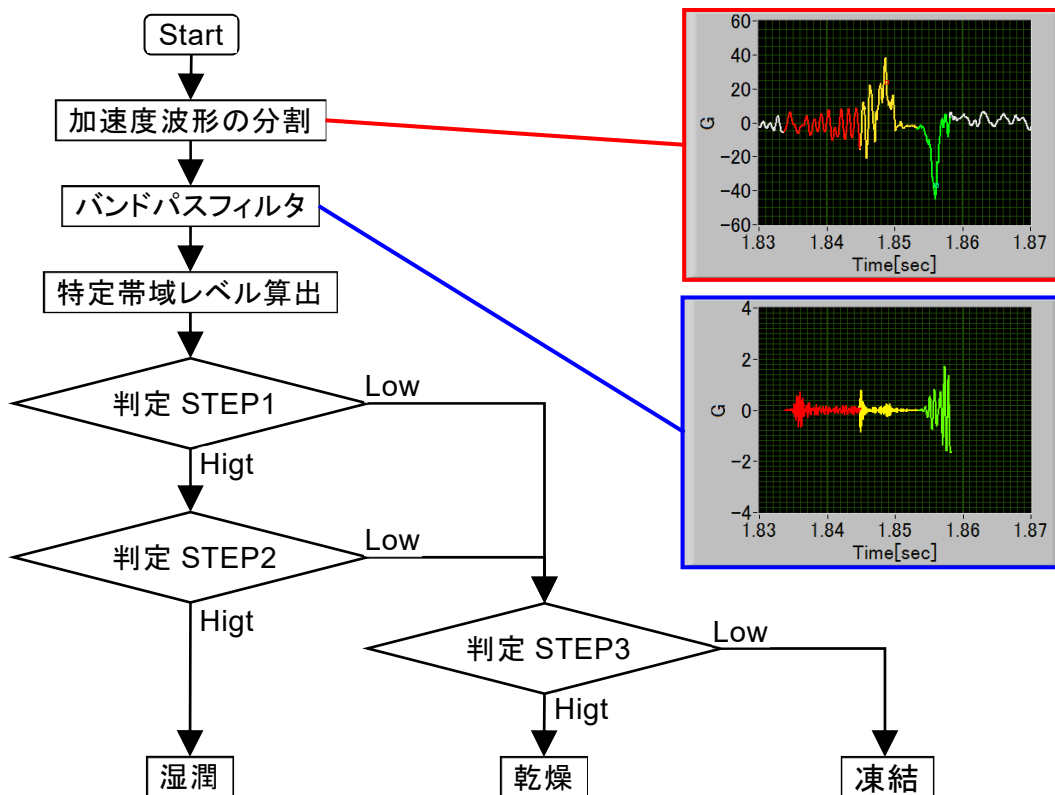 Start
加速度波形の分割
バンドパスフィルタ
特定帯域レベル算出
判定 STEP1
Low
Higt
判定 STEP2
Low
Higt
判定 STEP3
Low
Higt
湿潤
乾燥
凍結
60
40
20
0
-20
-40
-60
G
1.83 1.84 1.85 1.86 1.87
Time[sec]
4
2
0
-2
-4
G
1.83 1.84 1.85 1.86 1.87
Time[sec]